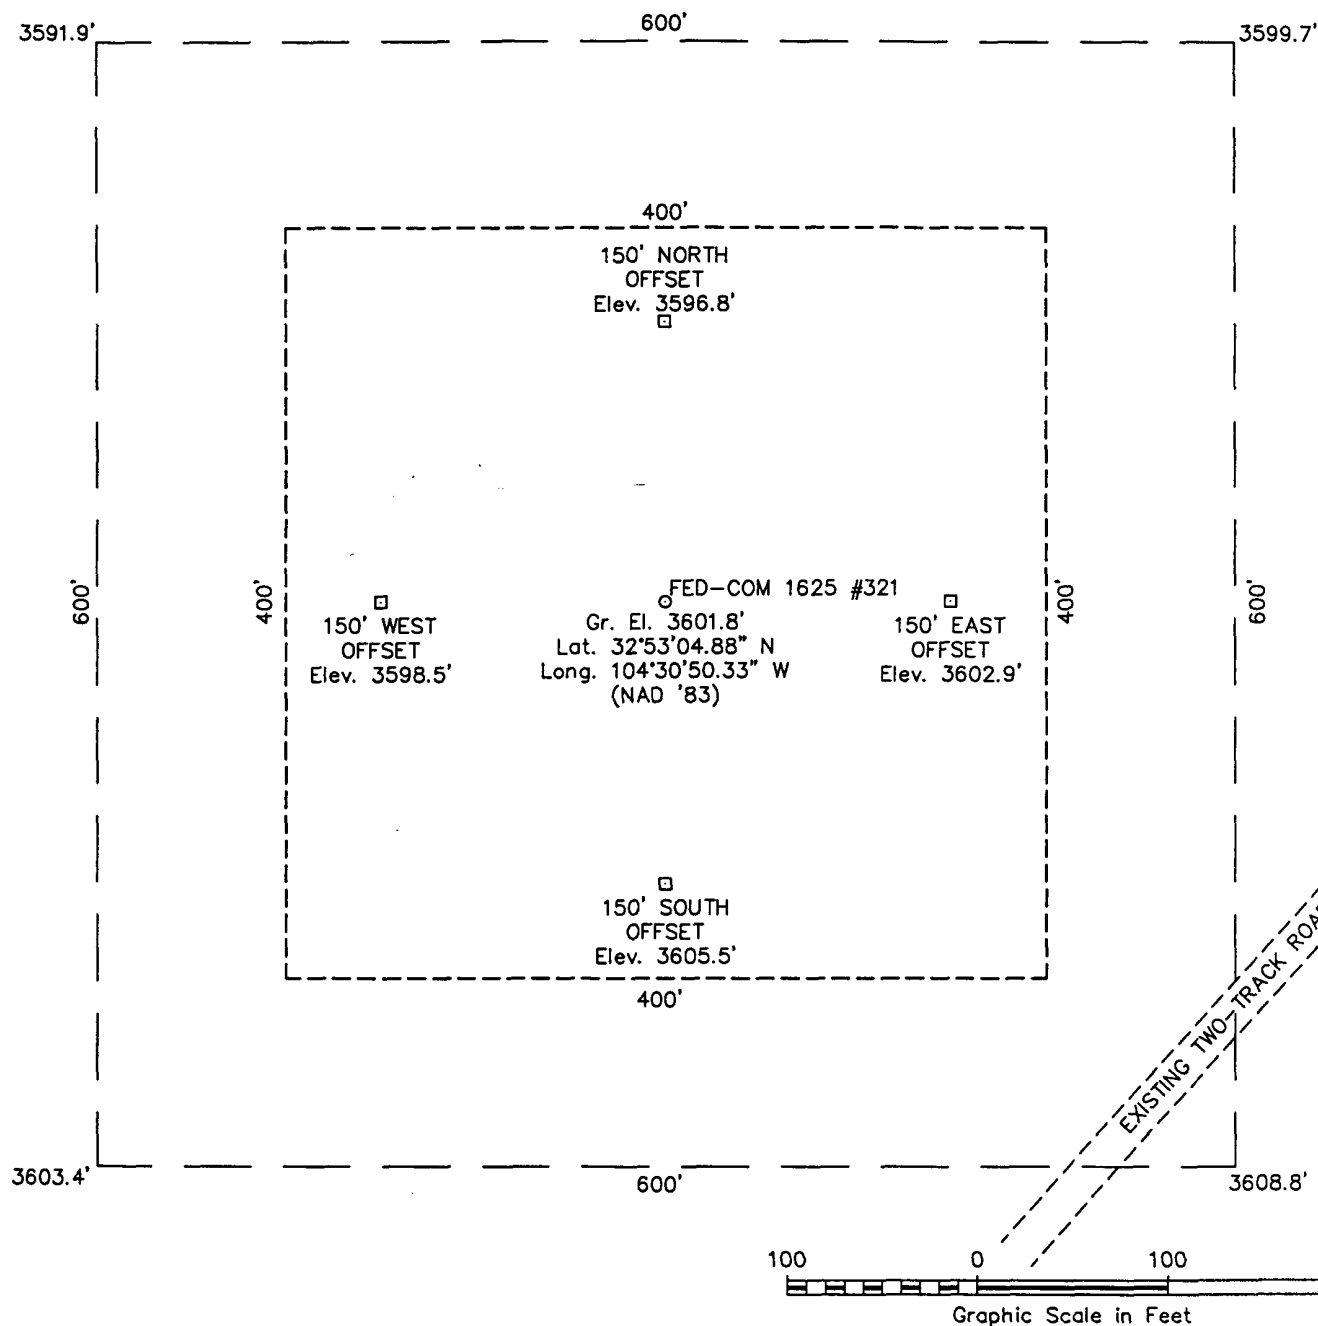 600'
3591.9'
3599.7'
400'
150' NORTH
OFFSET
Elev. 3596.8'
600'
400'
FED-COM 1625 #321
Gr. El. 3601.8'
Lat. 32°53'04.88" N
Long. 104°30'50.33" W
(NAD '83)
150' WEST
OFFSET
Elev. 3598.5'
150' EAST
OFFSET
Elev. 3602.9'
400'
600'
150' SOUTH
OFFSET
Elev. 3605.5'
400'
EXISTING TWO-TRACK ROA
3603.4'
600'
3608.8'
100 0 100
Graphic Scale in Feet